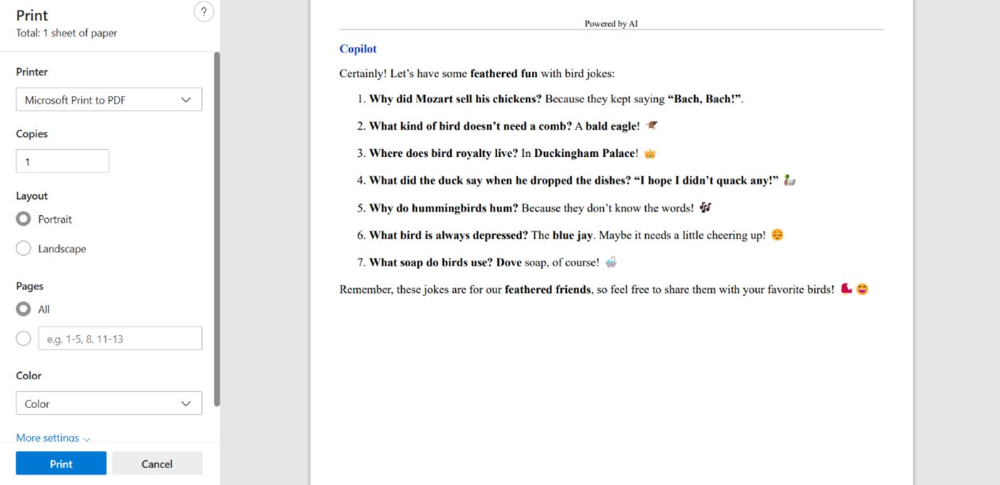 Print
?
Total: 1 sheet of paper
Printer
Microsoft Print to PDF
Copies
1
Layout
Portrait
Landscape
Pages
All
e.g. 1-5, 8, 11-13
Color
Color
More settings
Print
Cancel
Powered by AI
Copilot
Certainly! Let’s have some feathered fun with bird jokes:
1. Why did Mozart sell his chickens? Because they kept saying “Bach, Bach!”.
2. What kind of bird doesn’t need a comb? A bald eagle!
3. Where does bird royalty live? In Duckingham Palace! 👑
4. What did the duck say when he dropped the dishes? “I hope I didn’t quack any!” 🦆
5. Why do hummingbirds hum? Because they don’t know the words! 🎶
6. What bird is always depressed? The blue jay. Maybe it needs a little cheering up! 😔
7. What soap do birds use? Dove soap, of course! 🛁
Remember, these jokes are for our feathered friends, so feel free to share them with your favorite birds! 😄